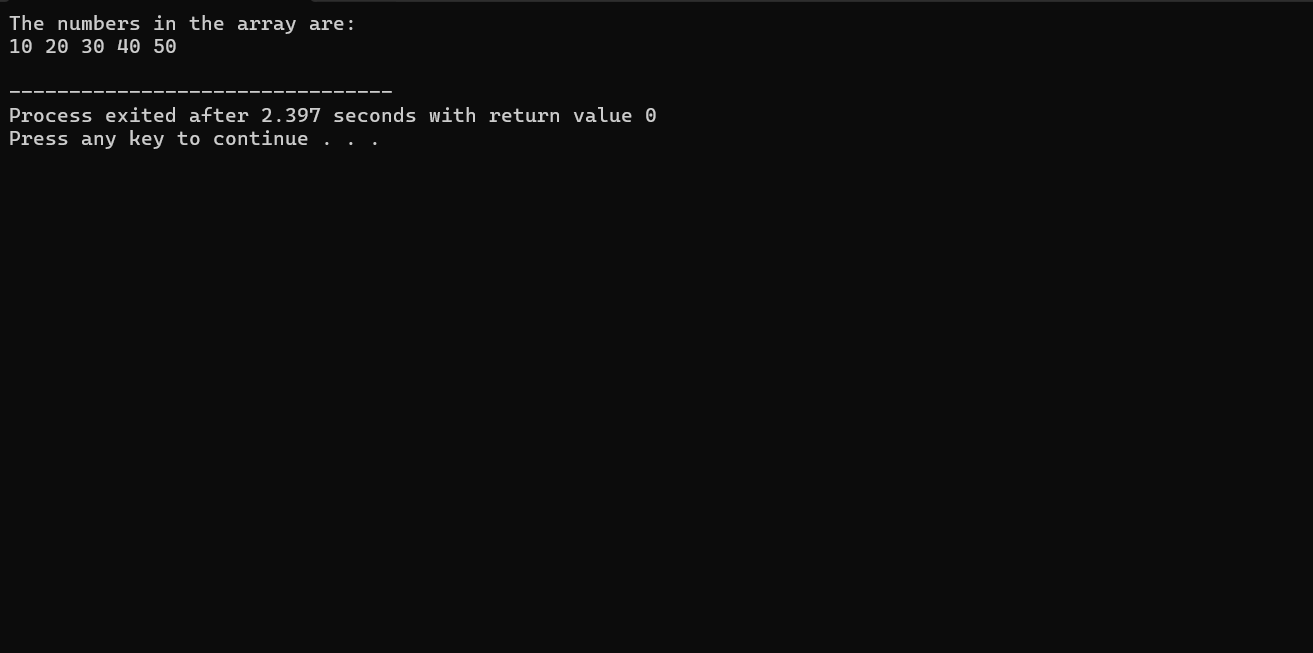 The numbers in the array are:
10 20 30 40 50
--------------------------------
Process exited after 2.397 seconds with return value 0
Press any key to continue . . .